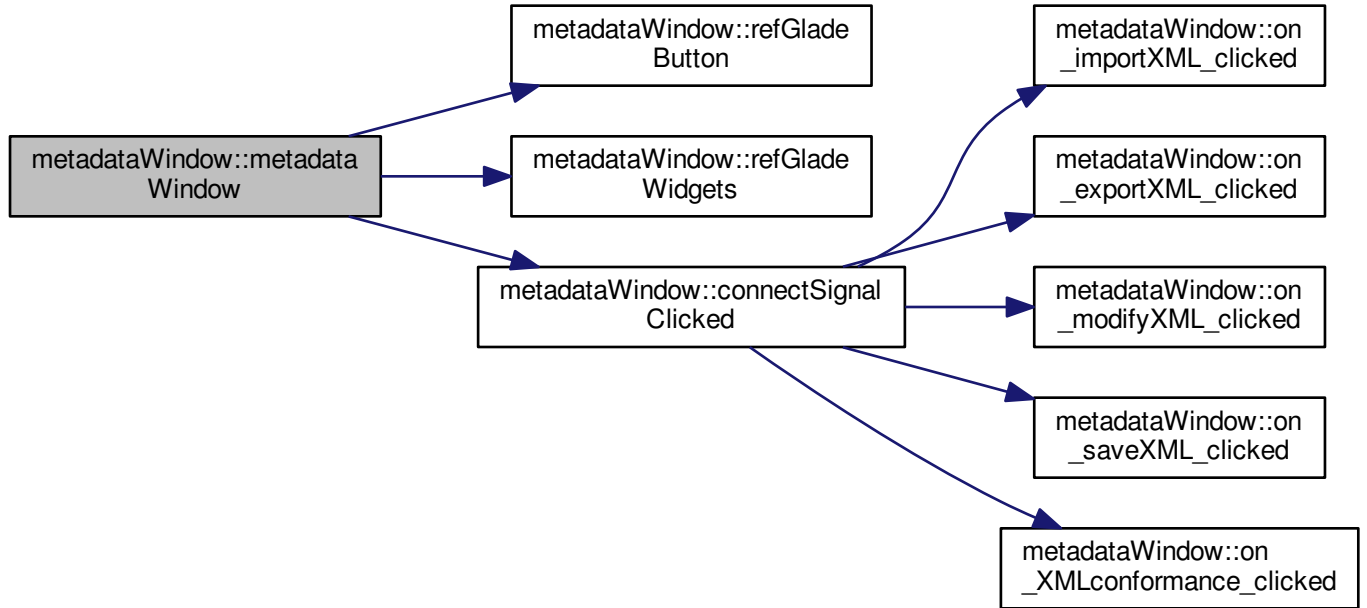 metadataWindow::metadata
Window
metadataWindow::refGlade
Button
metadataWindow::refGlade
Widgets
metadataWindow::connectSignal
Clicked
metadataWindow::on
_importXML_clicked
metadataWindow::on
_exportXML_clicked
metadataWindow::on
_modifyXML_clicked
metadataWindow::on
_saveXML_clicked
metadataWindow::on
_XMLconformance_clicked